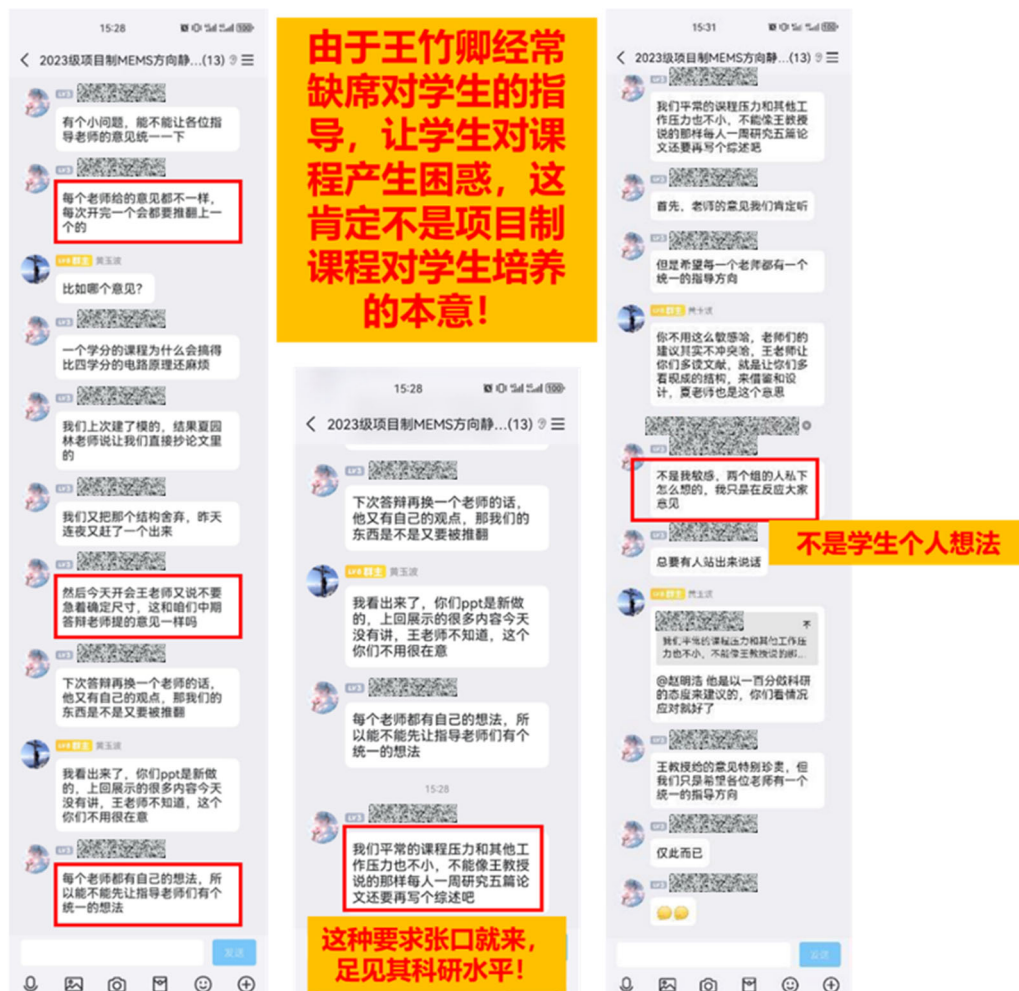 15:28
2023级项目制MEMS方向静...(13)
LV3
有个小问题，能不能让各位指
导老师的意见统一一下
LV3
每个老师给的意见都不一样，
每次开完一个会都要推翻上一
个的
LV6 群主 黄玉波
比如哪个意见？
LV3
一个学分的课程为什么会搞得
比四学分的电路原理还麻烦
LV3
我们上次建了模的，结果夏园
林老师说让我们直接抄论文里
的
LV3
我们又把那个结构舍弃，昨天
连夜又赶了一个出来
LV3
然后今天开会王老师又说不要
急着确定尺寸，这和咱们中期
答辩老师提的意见一样吗
LV3
下次答辩再换一个老师的话，
他又有自己的观点，那我们的
东西是不是又要被推翻
LV6 群主 黄玉波
我看出来了，你们ppt是新做
的，上回展示的很多内容今天
没有讲，王老师不知道，这个
你们不用很在意
LV3
每个老师都有自己的想法，所
以能不能先让指导老师们有个
统一的想法
发送
由于王竹卿经常
缺席对学生的指
导，让学生对课
程产生困惑，这
肯定不是项目制
课程对学生培养
的本意！
15:28
2023级项目制MEMS方向静...(13)
LV3
下次答辩再换一个老师的话，
他又有自己的观点，那我们的
东西是不是又要被推翻
LV6 群主 黄玉波
我看出来了，你们ppt是新做
的，上回展示的很多内容今天
没有讲，王老师不知道，这个
你们不用很在意
LV3
每个老师都有自己的想法，所
以能不能先让指导老师们有个
统一的想法
15:28
LV3
我们平常的课程压力和其他工
作压力也不小，不能像王教授
说的那样每人一周研究五篇论
文还要再写个综述吧
这种要求张口就来，
足见其科研水平！
15:31
2023级项目制MEMS方向静...(13)
LV3
我们平常的课程压力和其他工
作压力也不小，不能像王教授
说的那样每人一周研究五篇论
文还要再写个综述吧
LV3
首先，老师的意见我们肯定听
LV3
但是希望每一个老师都有一个
统一的指导方向
LV6 群主 黄玉波
你不用这么敏感哈，老师们的
建议其实不冲突哈，王老师让
你们多读文献，就是让你们多
看现成的结构，来借鉴和设
计，夏老师也是这个意思
不是我敏感，两个组的人私下
怎么想的，我只是在反应大家
意见
不是学生个人想法
LV3
总要有人站出来说话
LV6 群主 黄玉波
我们平常的课程压力和其他工作压
力也不小，不能像王教授说的那...
@赵明浩 他是以一百分做科研
的态度来建议的，你们看情况
应对就好了
LV3
王教授给的意见特别珍贵，但
我们只是希望各位老师有一个
统一的指导方向
LV3
仅此而已
LV3
发送